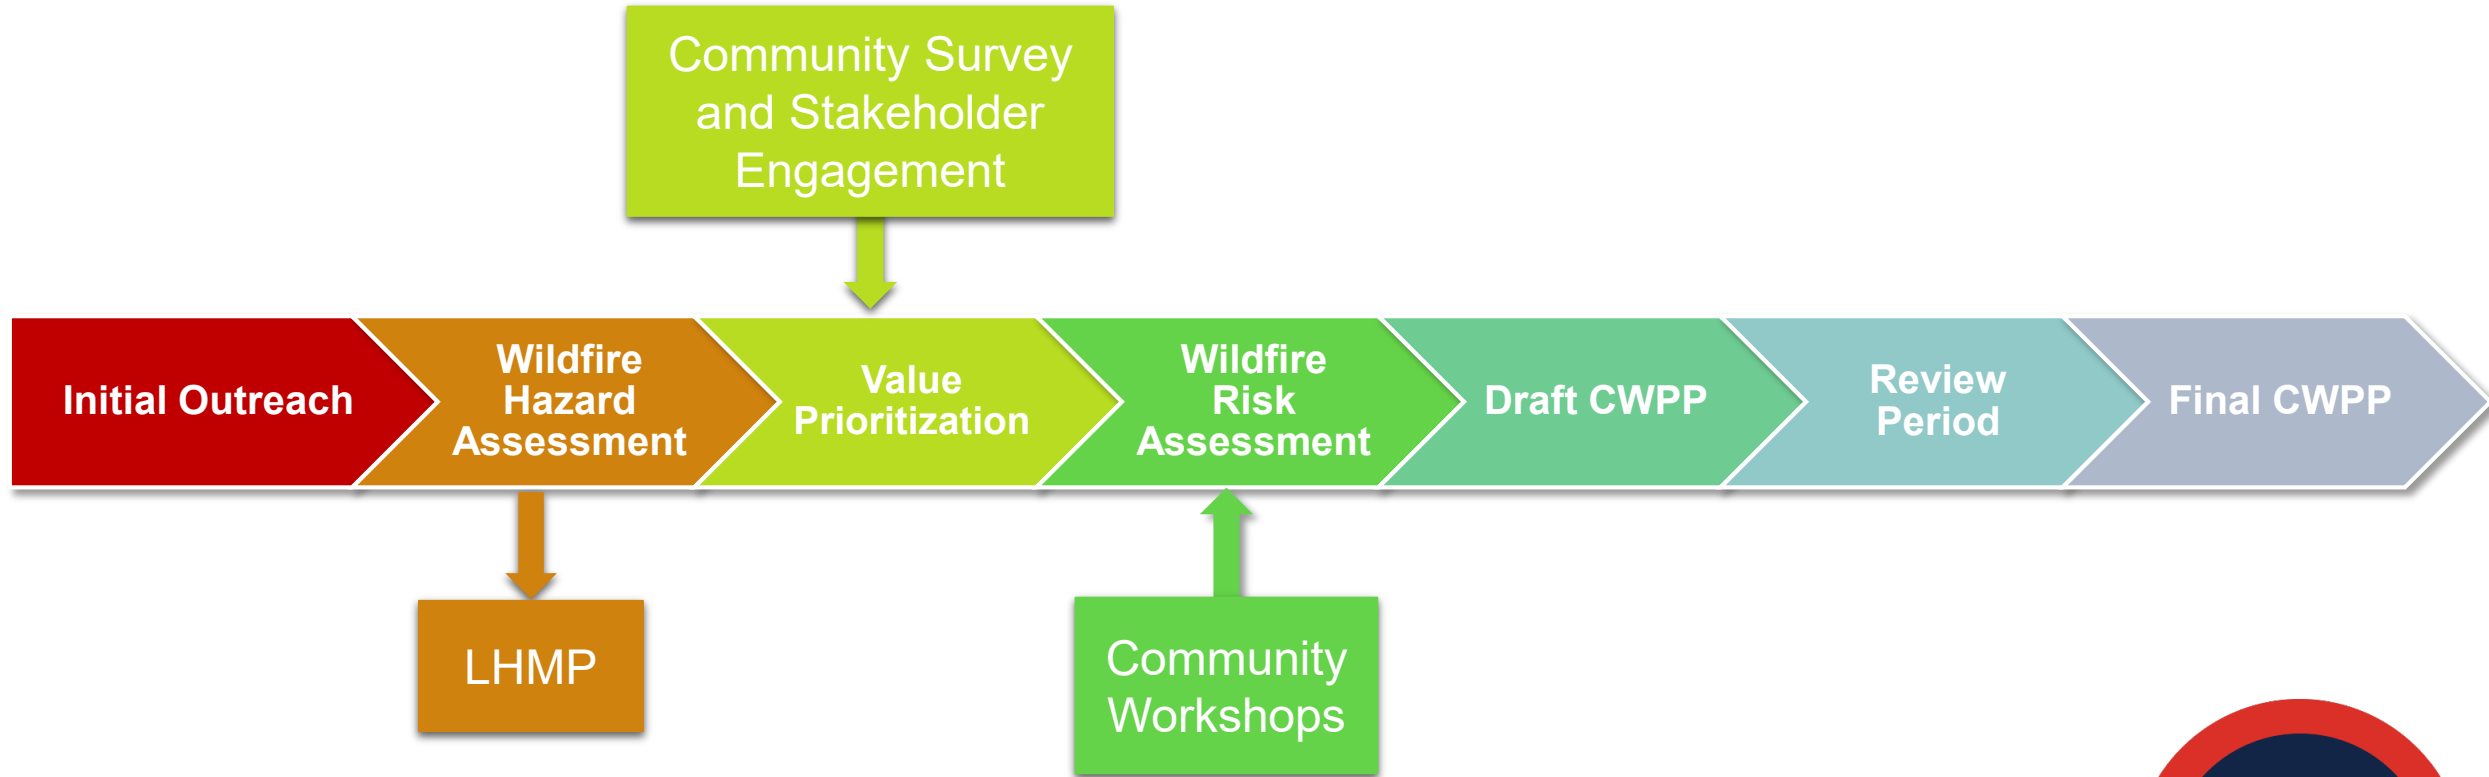 Community Survey
and Stakeholder
Engagement
Initial Outreach
Wildfire
Hazard
Assessment
Value
Prioritization
Wildfire
Risk
Assessment
Draft CWPP
Review
Period
Final CWPP
LHMP
Community
Workshops